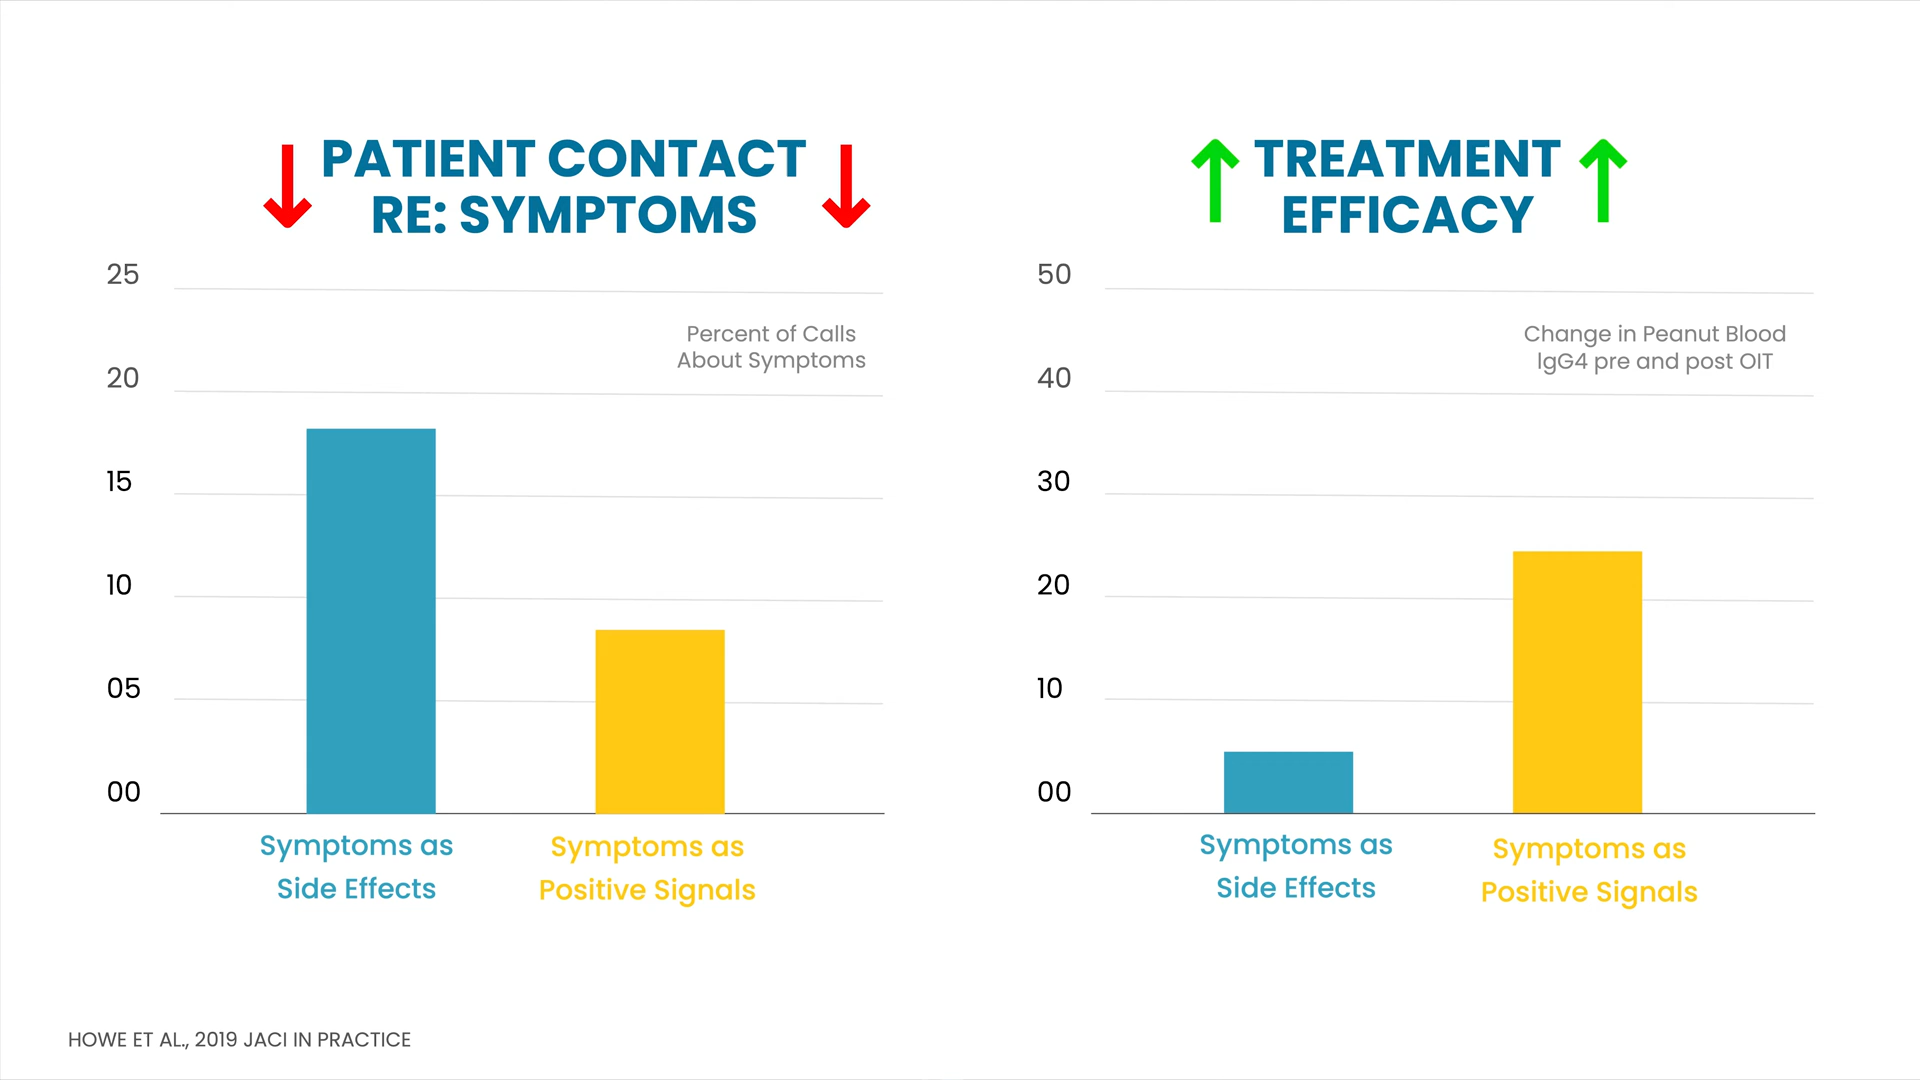 PATIENT CONTACT
RE: SYMPTOMS
25
20
15
10
05
00
Percent of Calls
About Symptoms
Symptoms as
Side Effects
Symptoms as
Positive Signals
TREATMENT
EFFICACY
50
40
30
20
10
00
Change in Peanut Blood
IgG4 pre and post OIT
Symptoms as
Side Effects
Symptoms as
Positive Signals
HOWE ET AL., 2019 JACI IN PRACTICE